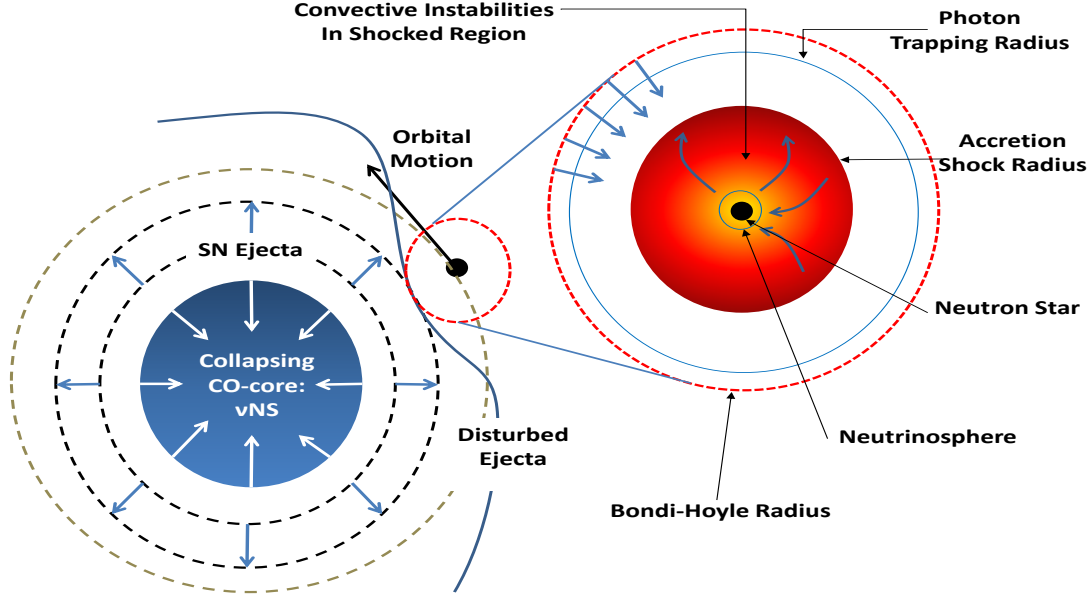 Convective Instabilities
In Shocked Region
Photon
Trapping Radius
Orbital
Motion
Accretion
Shock Radius
SN Ejecta
Neutron Star
Collapsing
CO-core:
νNS
Disturbed
Ejecta
Neutrinosphere
Bondi-Hoyle Radius